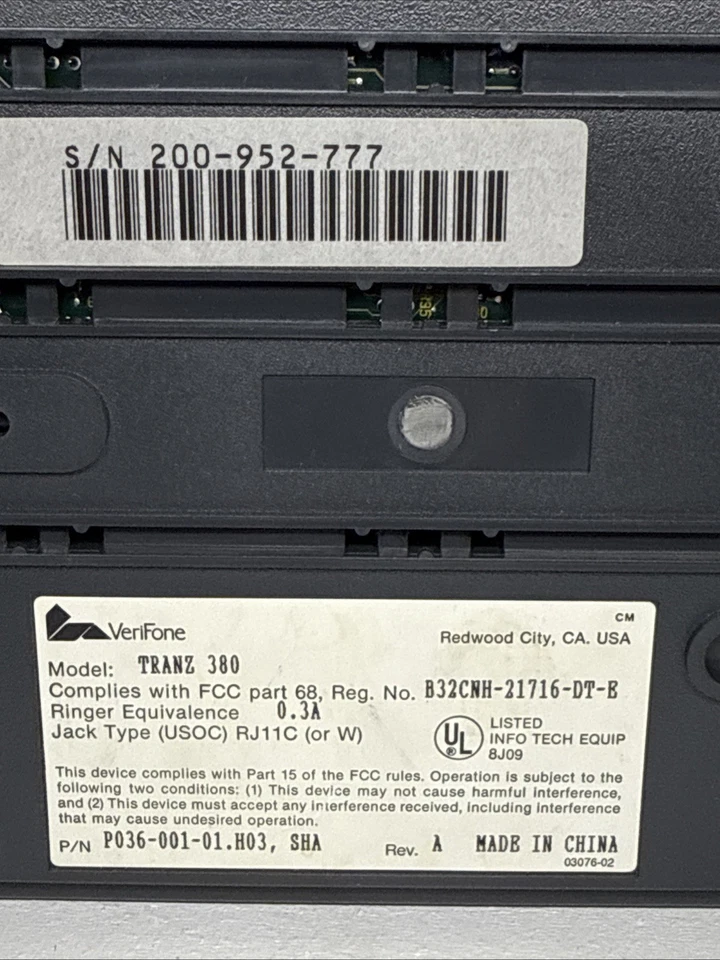 S/N 200-952-777
VeriFone
CM
Redwood City, CA. USA
Model: TRANZ 380
Complies with FCC part 68, Reg. No. B32CNH-21716-DT-E
Ringer Equivalence 0.3A
Jack Type (USOC) RJ11C (or W)
UL
®
LISTED
INFO TECH EQUIP
8J09
This device complies with Part 15 of the FCC rules. Operation is subject to the
following two conditions: (1) This device may not cause harmful interference,
and (2) This device must accept any interference received, including interference
that may cause undesired operation.
P/N P036-001-01.H03, SHA
Rev. A MADE IN CHINA
03076-02